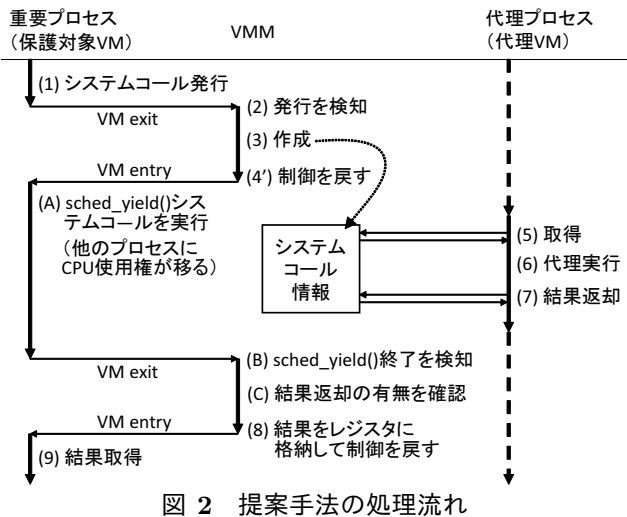 重要プロセス
（保護対象VM）
VMM
代理プロセス
（代理VM）
(1) システムコール発行
VM exit
(2) 発行を検知
(3) 作成
VM entry
(4') 制御を戻す
(A) sched_yield()シス
テムコールを実行
（他のプロセスに
CPU使用権が移る）
システム
コール
情報
(5) 取得
(6) 代理実行
(7) 結果返却
VM exit
(B) sched_yield()終了を検知
(C) 結果返却の有無を確認
VM entry
(8) 結果をレジスタに
格納して制御を戻す
(9) 結果取得
図 2 提案手法の処理流れ